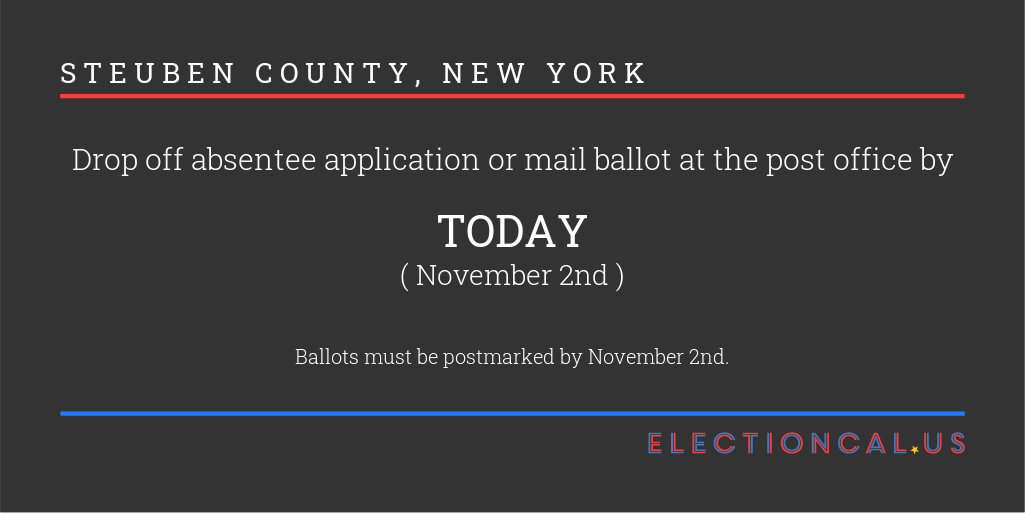 STEUBEN COUNTY, NEW YORK
Drop off absentee application or mail ballot at the post office by
TODAY
( November 2nd )
Ballots must be postmarked by November 2nd.
ELECTIONCAL.US